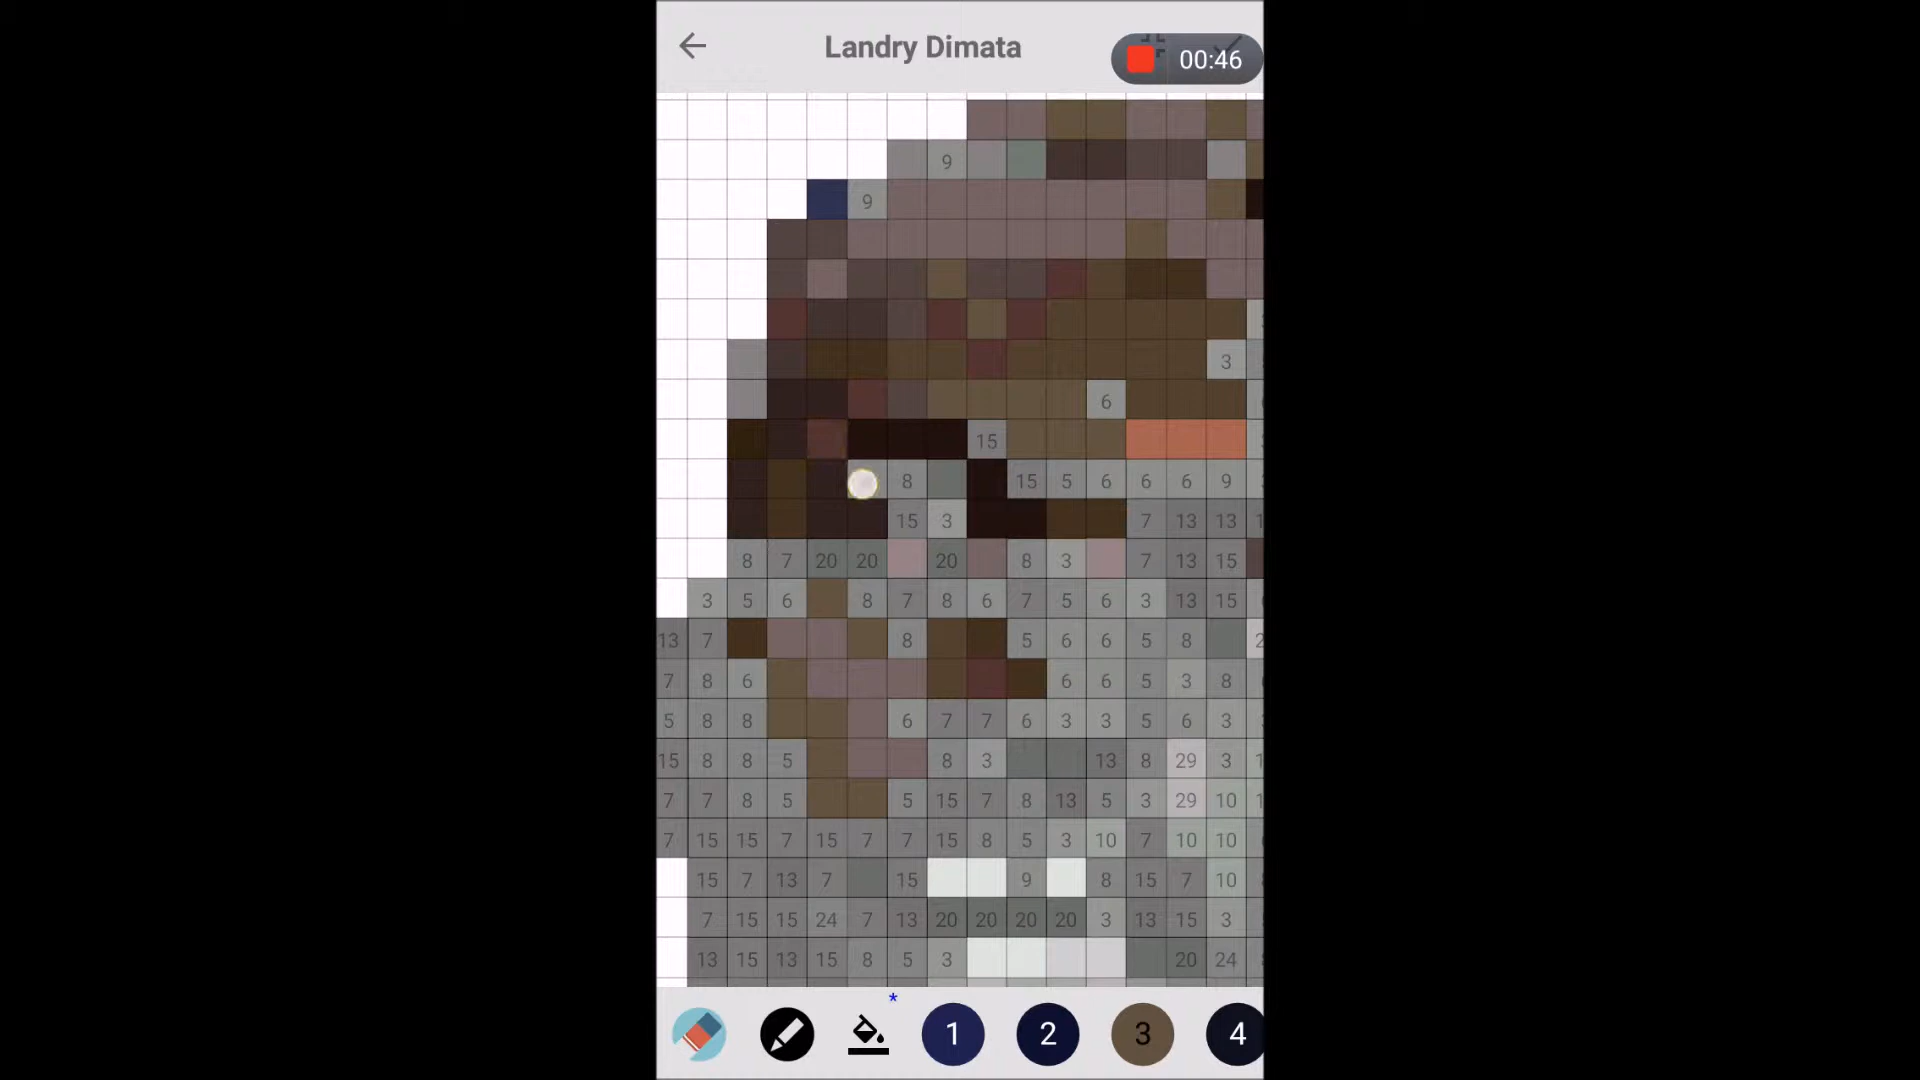 Landry Dimata
00:46
9
9
3
6
15
8 15 5 6 6 6 9
15 3 7 13 13
8 7 20 20 20 8 3 7 13 15
3 5 6 8 7 8 6 7 5 6 3 13 15
13 7 8 5 6 6 5 8
7 8 6 6 6 5 3 8
5 8 8 6 7 7 6 3 3 5 6 3
15 8 8 5 8 3 13 8 29 3
7 7 8 5 5 15 7 8 13 5 3 29 10
7 15 15 7 15 7 7 15 8 5 3 10 7 10 10
15 7 13 7 15 9 8 15 7 10
7 15 15 24 7 13 20 20 20 20 3 13 15 3
13 15 13 15 8 5 3 20 24
*
1 2 3 4